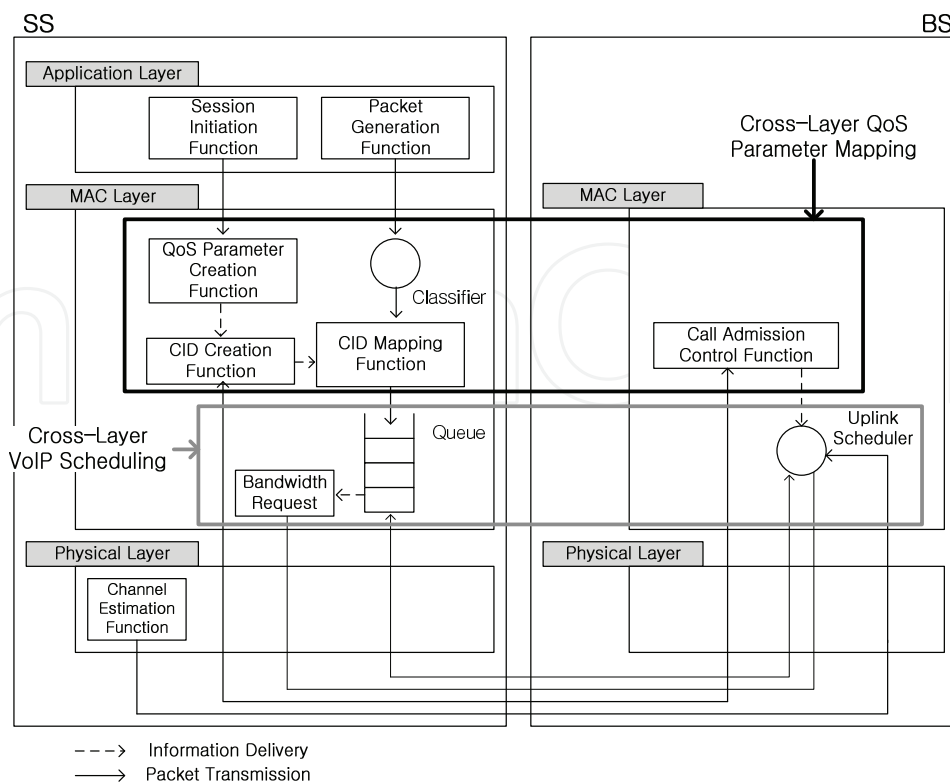 SS
BS
Application Layer
Session
Initiation
Function
Packet
Generation
Function
Cross-Layer QoS
Parameter Mapping
MAC Layer
MAC Layer
QoS Parameter
Creation
Function
Classifier
CID Creation
Function
CID Mapping
Function
Call Admission
Control Function
Cross-Layer
VoIP Scheduling
Queue
Uplink
Scheduler
Bandwidth
Request
Physical Layer
Physical Layer
Channel
Estimation
Function
Information Delivery
Packet Transmission